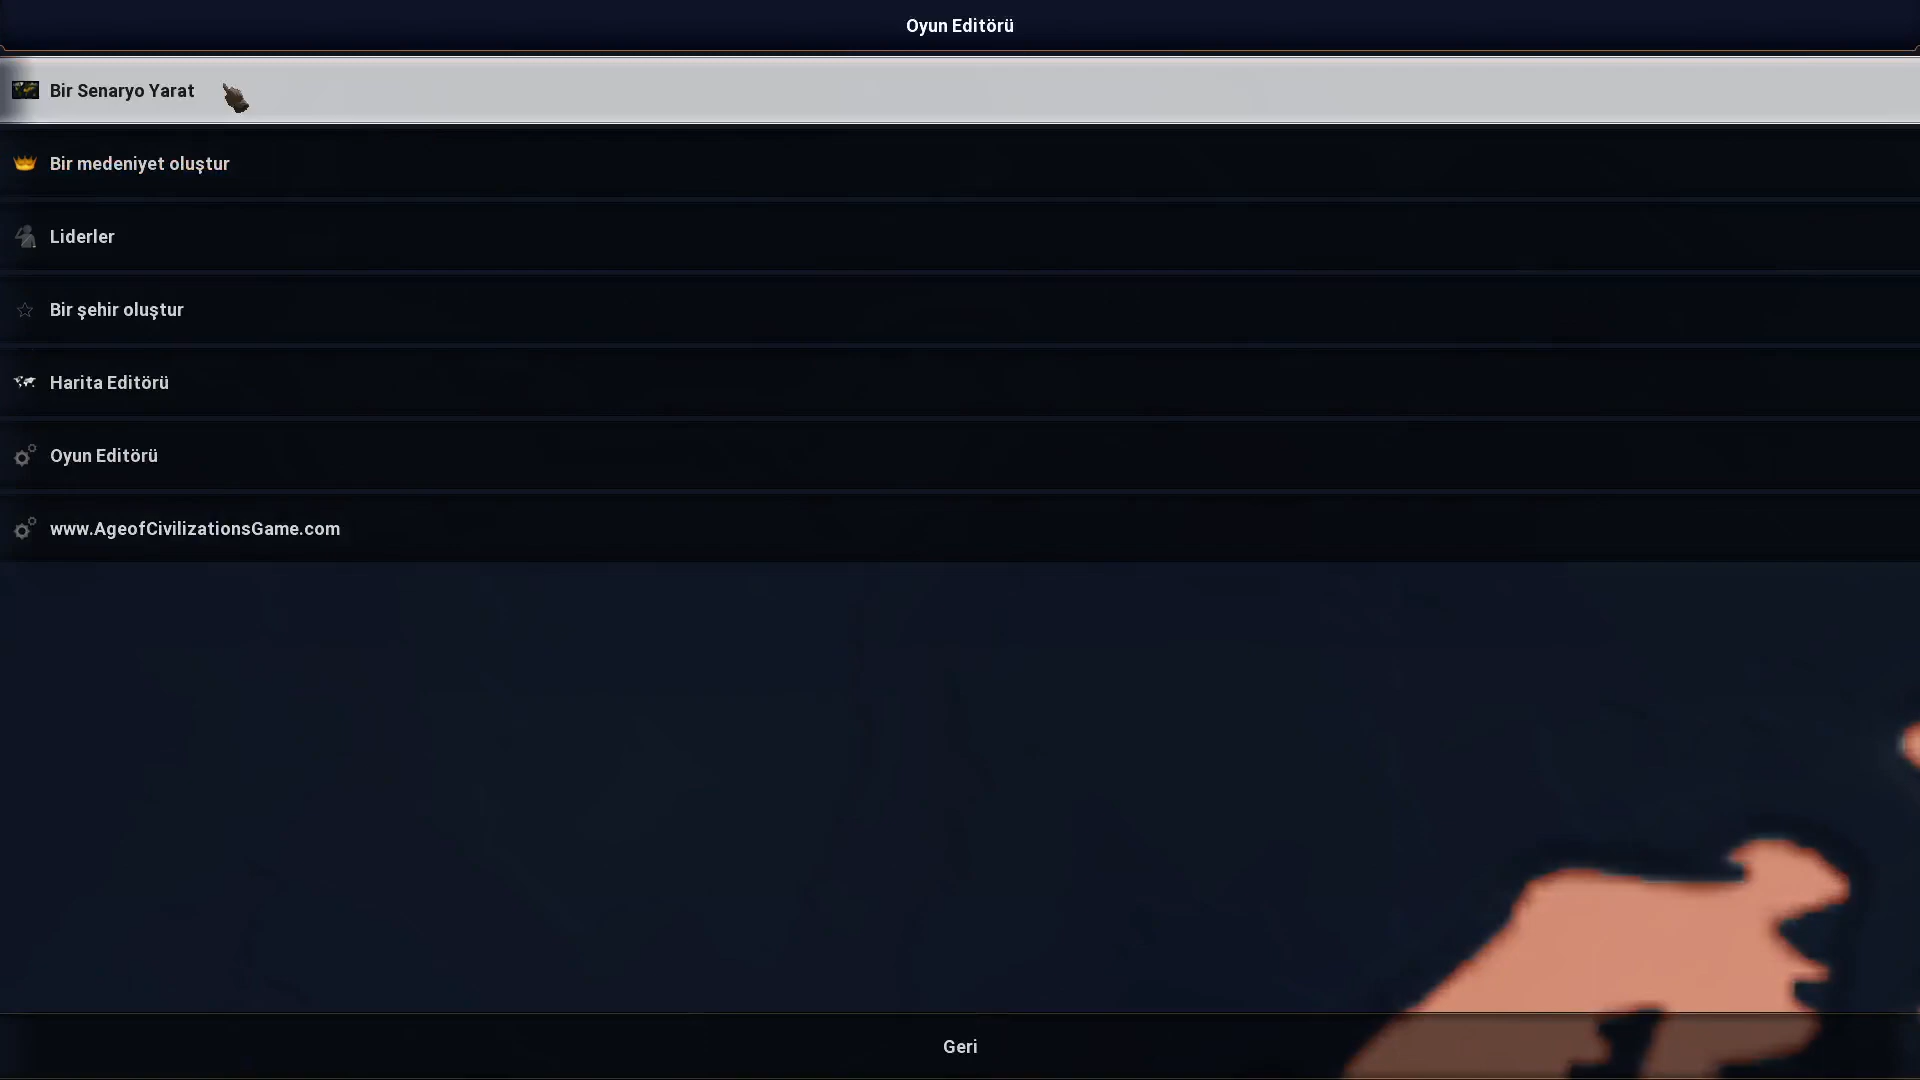 Oyun Editörü
Bir Senaryo Yarat
Bir medeniyet oluştur
Liderler
Bir şehir oluştur
Harita Editörü
Oyun Editörü
www.AgeofCivilizationsGame.com
Geri